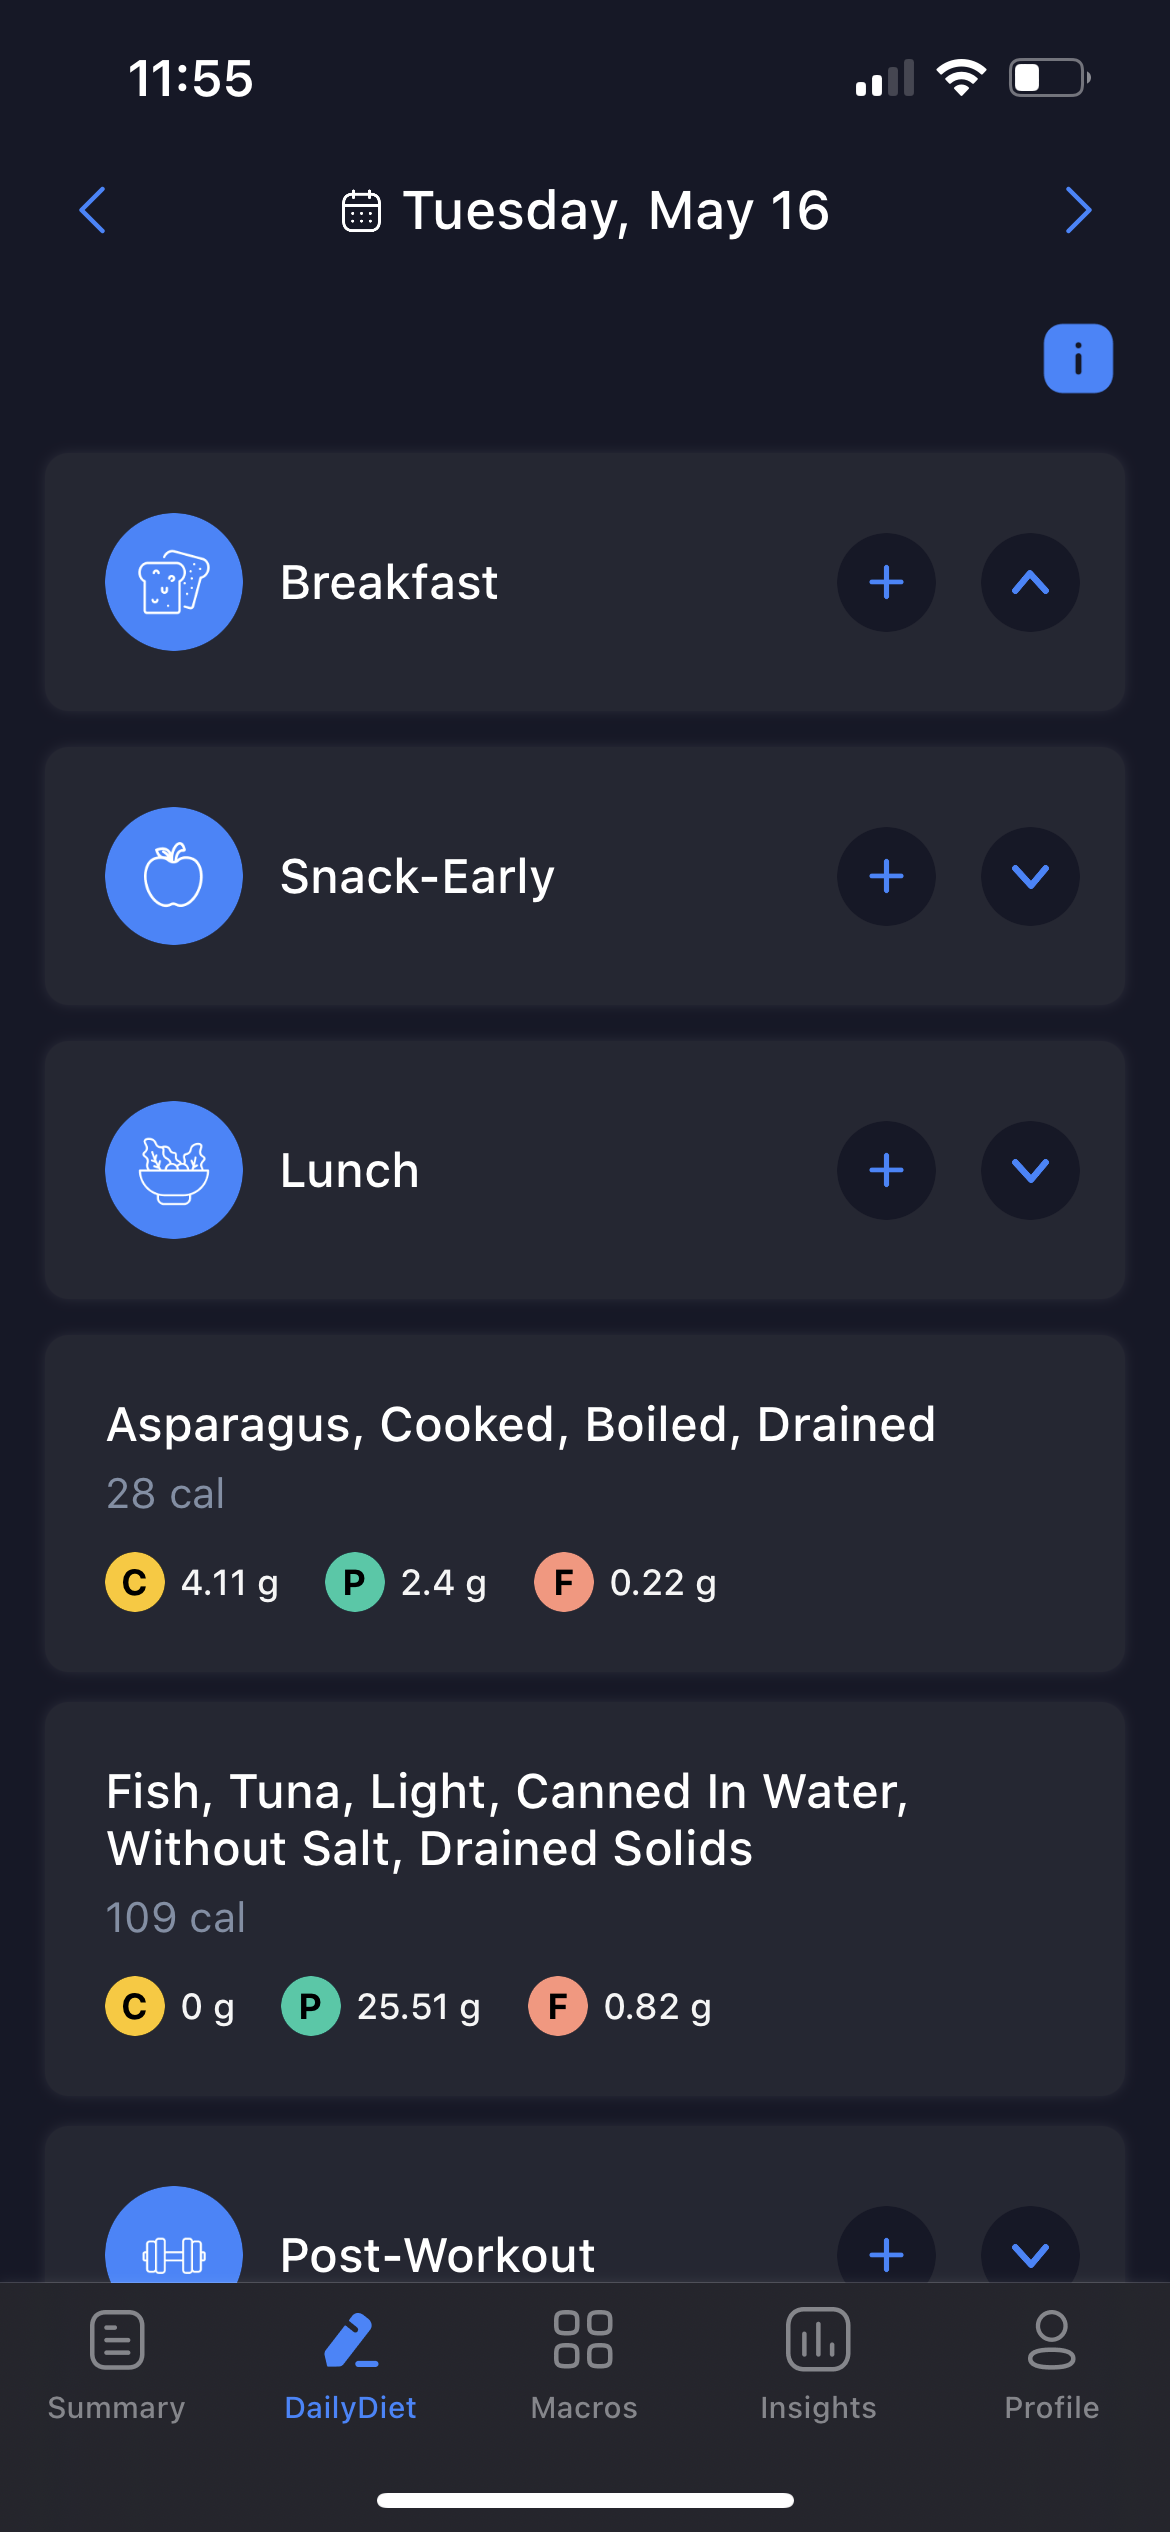 11:55
Tuesday, May 16
i
Breakfast
Snack-Early
Lunch
Asparagus, Cooked, Boiled, Drained
28 cal
C 4.11 g P 2.4 g F 0.22 g
Fish, Tuna, Light, Canned In Water,
Without Salt, Drained Solids
109 cal
C 0 g P 25.51 g F 0.82 g
Post-Workout
Summary DailyDiet Macros Insights Profile